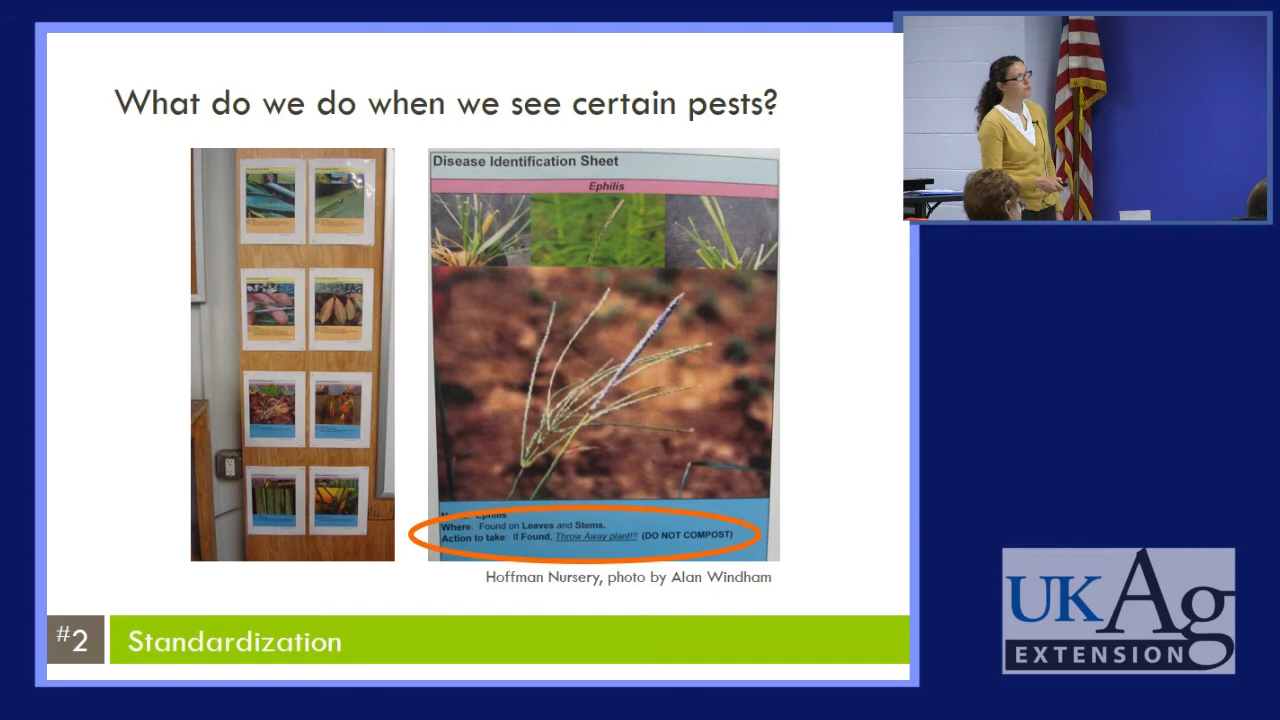 What do we do when we see certain pests?
Disease Identification Sheet
Ephilis
Ephilis
Where: Found on Leaves and Stems.
Action to take: If Found, Throw Away plant!!! (DO NOT COMPOST)
Hoffman Nursery, photo by Alan Windham
#2 Standardization
UKAg
EXTENSION